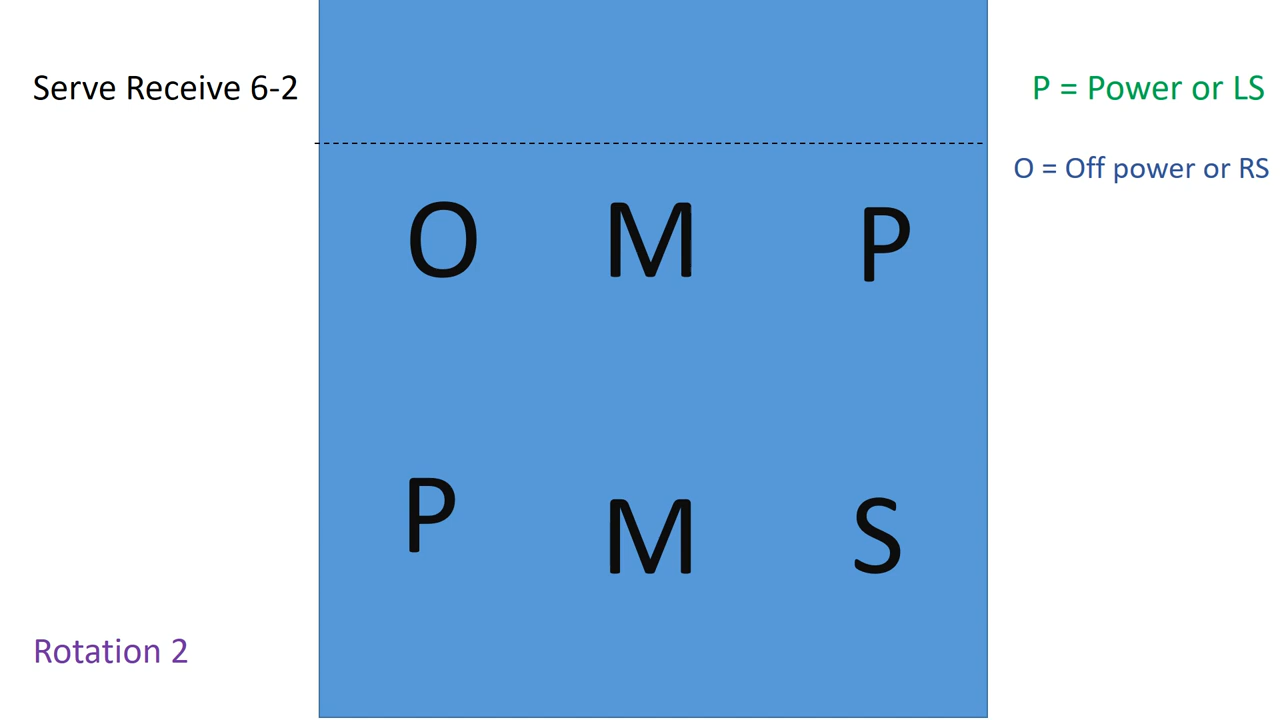 Serve Receive 6-2
P = Power or LS
O = Off power or RS
O M P
P M S
Rotation 2